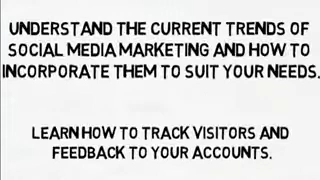 UNDERSTAND THE CURRENT TRENDS OF
SOCIAL MEDIA MARKETING AND HOW TO
INCORPORATE THEM TO SUIT YOUR NEEDS.
LEARN HOW TO TRACK VISITORS AND
FEEDBACK TO YOUR ACCOUNTS.